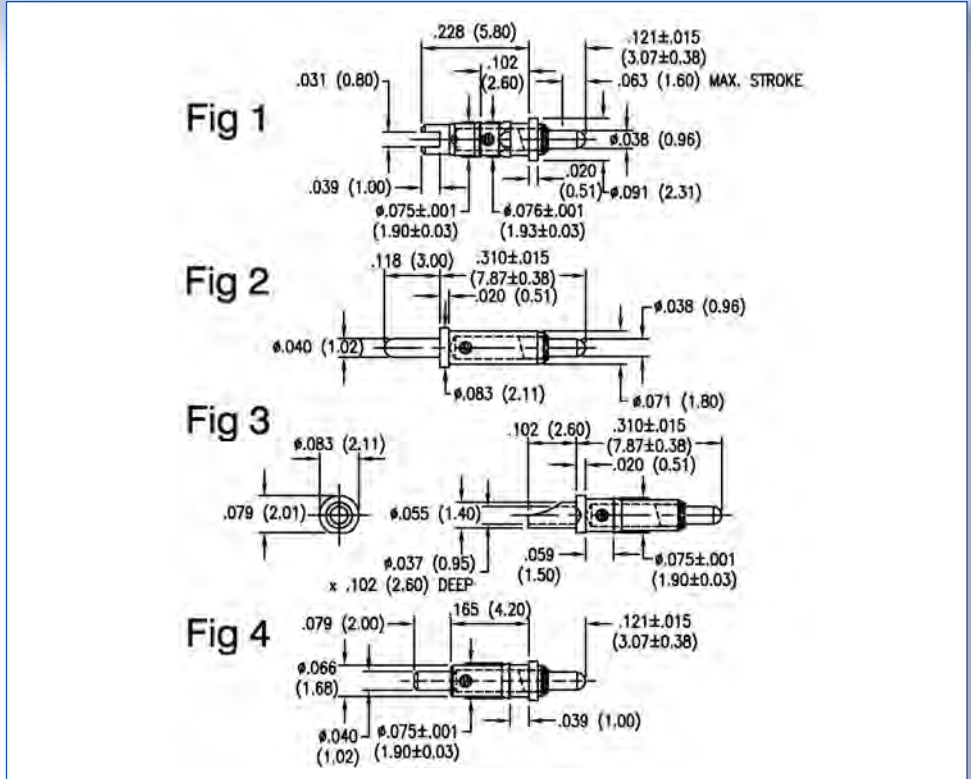 .228 (5.80)
.121±.015
(3.07±0.38)
.102
(2.60)
.031 (0.80)
.063 (1.60) MAX. STROKE
Fig 1
ø.038 (0.96)
.039 (1.00)
.020
(0.51)
ø.091 (2.31)
ø.075±.001
(1.90±0.03)
ø.076±.001
(1.93±0.03)
Fig 2
.118 (3.00)
.310±.015
(7.87±0.38)
.020 (0.51)
ø.038 (0.96)
ø.040 (1.02)
ø.083 (2.11)
ø.071 (1.80)
Fig 3
ø.083 (2.11)
.102 (2.60)
.310±.015
(7.87±0.38)
.020 (0.51)
.079 (2.01)
ø.055 (1.40)
ø.037 (0.95)
x .102 (2.60) DEEP
.059
(1.50)
ø.075±.001
(1.90±0.03)
Fig 4
.079 (2.00)
.165 (4.20)
.121±.015
(3.07±0.38)
ø.066
(1.68)
.039 (1.00)
ø.040
(1.02)
ø.075±.001
(1.90±0.03)